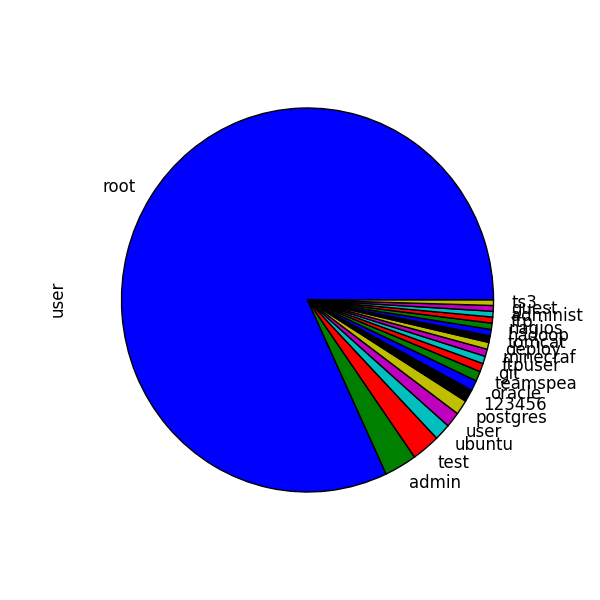 root
user
ts3
guest
administ
ftp
nagios
hadoop
tomcat
deploy
minecraf
ftpuser
git
teamspea
oracle
123456
postgres
user
ubuntu
test
admin